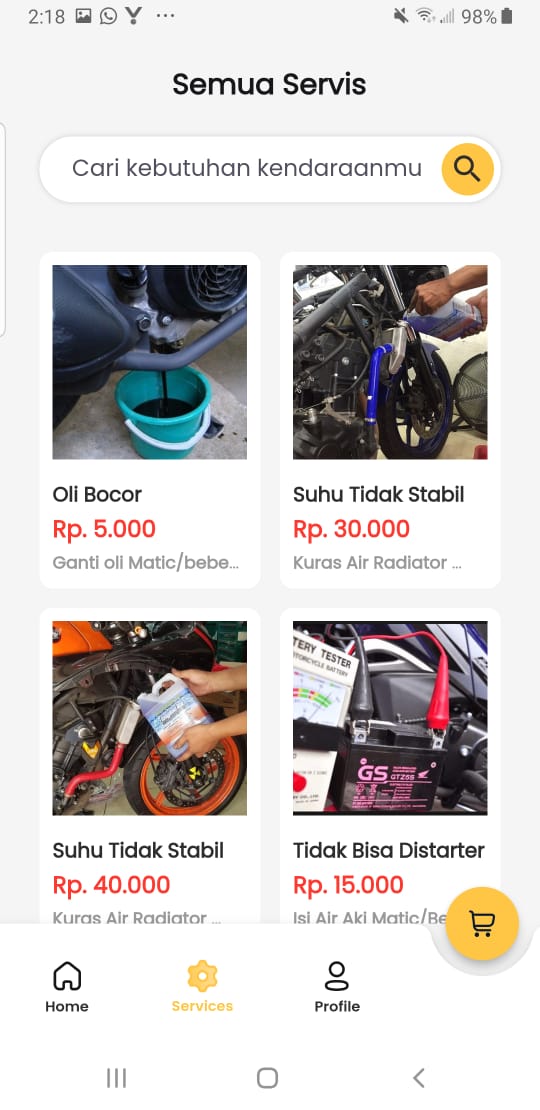 2:18
98%
Semua Servis
Cari kebutuhan kendaraanmu
Oli Bocor
Rp. 5.000
Ganti oli Matic/bebe...
Suhu Tidak Stabil
Rp. 30.000
Kuras Air Radiator ...
TERY TESTER
MOTORCYCLE BATTERY
GS
GTZ5S
Suhu Tidak Stabil
Rp. 40.000
Kuras Air Radiator ...
Tidak Bisa Distarter
Rp. 15.000
Isi Air Aki Matic/Be
Home
Services
Profile